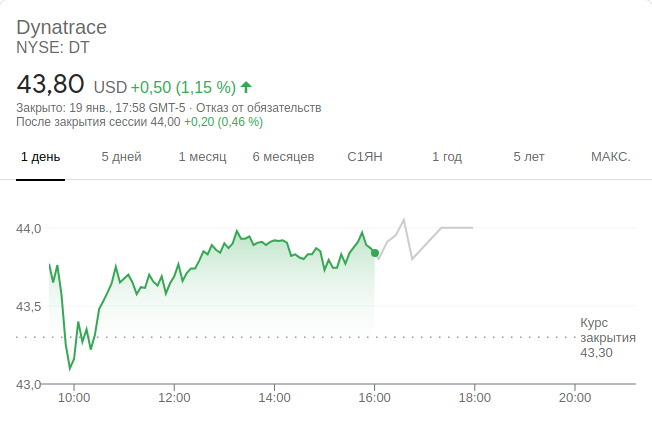 Dynatrace
NYSE: DT
43,80 USD +0,50 (1,15 %)
Закрыто: 19 янв., 17:58 GMT-5 · Отказ от обязательств
После закрытия сессии 44,00 +0,20 (0,46 %)
1 день 5 дней 1 месяц 6 месяцев С1ЯН 1 год 5 лет МАКС.
44,0
43,5
Курс
закрытия
43,30
43,0
10:00 12:00 14:00 16:00 18:00 20:00